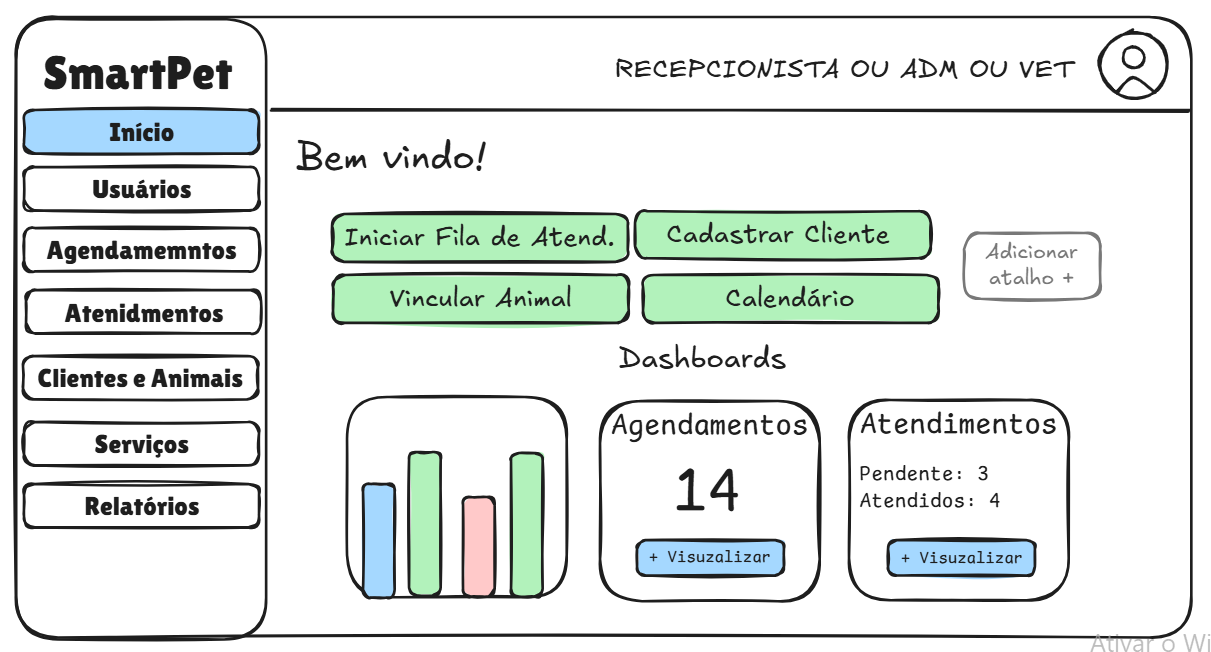 SmartPet
RECEPCIONISTA OU ADM OU VET
Início
Usuários
Agendamemntos
Atenidmentos
Clientes e Animais
Serviços
Relatórios
Bem vindo!
Iniciar Fila de Atend.
Cadastrar Cliente
Vincular Animal
Calendário
Adicionar
atalho +
Dashboards
Agendamentos
14
+ Visuzalizar
Atendimentos
Pendente: 3
Atendidos: 4
+ Visuzalizar
Ativar o Wi